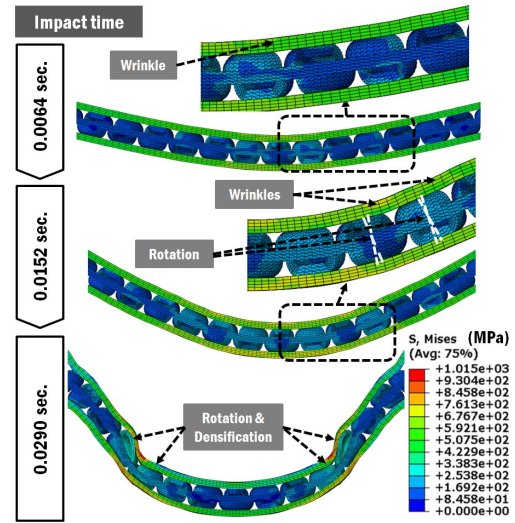 Impact time
Wrinkle
0.0064 sec.
Wrinkles
Rotation
0.0152 sec.
S, Mises (MPa)
(Avg: 75%)
+1.015e+03
+9.304e+02
+8.458e+02
+7.613e+02
+6.767e+02
+5.921e+02
+5.075e+02
+4.229e+02
+3.383e+02
+2.538e+02
+1.692e+02
+8.458e+01
+0.000e+00
Rotation &
Densification
0.0290 sec.